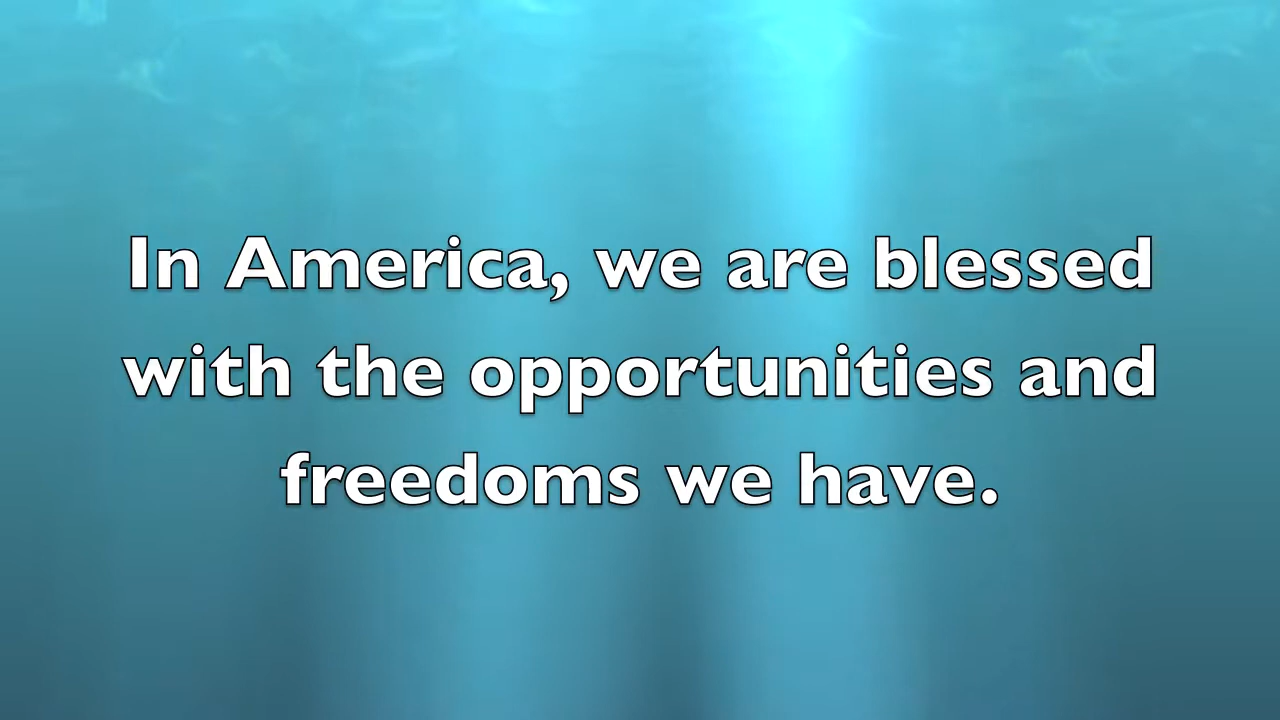 In America, we are blessed
with the opportunities and
freedoms we have.